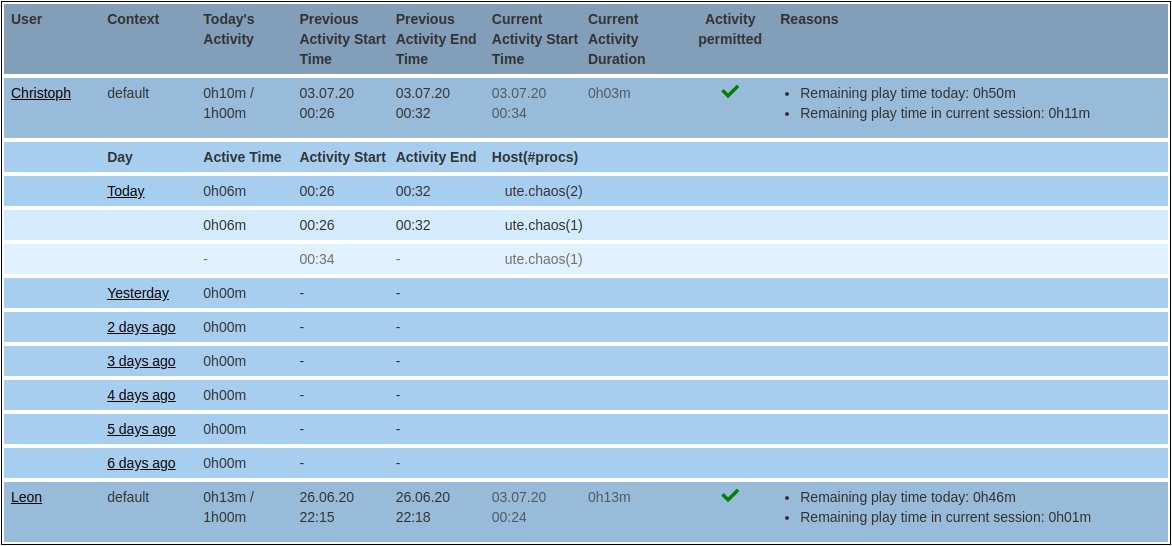 User Context Today's Activity Previous Activity Start Time Previous Activity End Time Current Activity Start Time Current Activity Duration Activity permitted Reasons
Christoph default 0h10m / 1h00m 03.07.20 00:26 03.07.20 00:32 03.07.20 00:34 0h03m ✔ • Remaining play time today: 0h50m
• Remaining play time in current session: 0h11m
Day Active Time Activity Start Activity End Host(#procs)
Today 0h06m 00:26 00:32 ute.chaos(2)
0h06m 00:26 00:32 ute.chaos(1)
- 00:34 - ute.chaos(1)
Yesterday 0h00m - -
2 days ago 0h00m - -
3 days ago 0h00m - -
4 days ago 0h00m - -
5 days ago 0h00m - -
6 days ago 0h00m - -
Leon default 0h13m / 1h00m 26.06.20 22:15 26.06.20 22:18 03.07.20 00:24 0h13m ✔ • Remaining play time today: 0h46m
• Remaining play time in current session: 0h01m